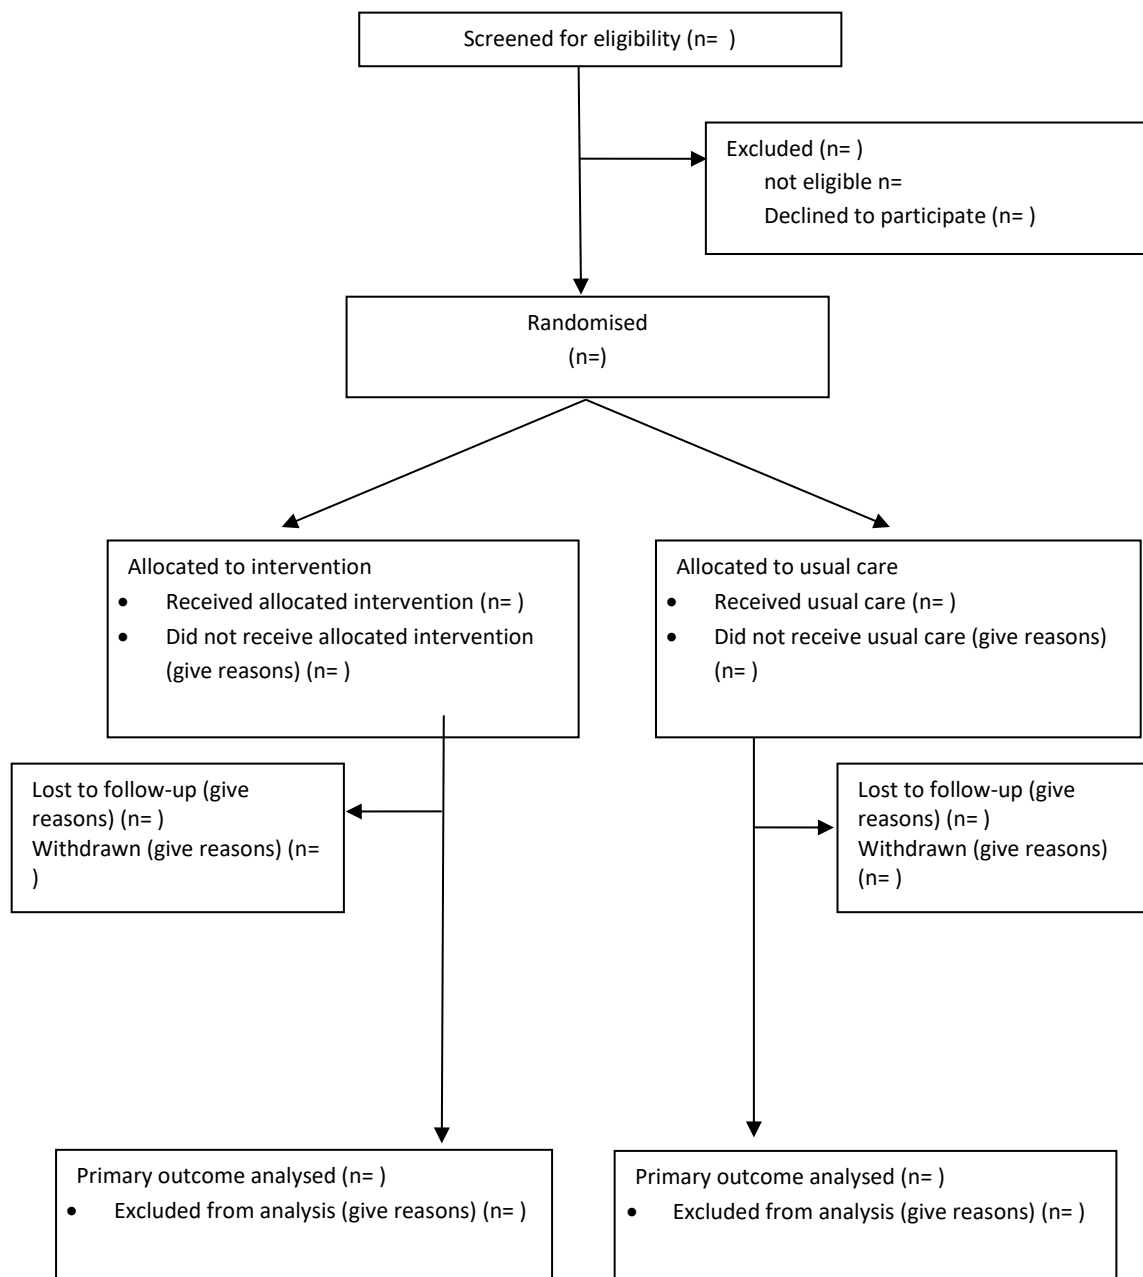 Screened for eligibility (n=  )
Excluded (n= )
not eligible n=
Declined to participate (n= )
Randomised
(n=)
Allocated to intervention
• Received allocated intervention (n= )
• Did not receive allocated intervention
(give reasons) (n= )
Allocated to usual care
• Received usual care (n= )
• Did not receive usual care (give reasons)
(n= )
Lost to follow-up (give
reasons) (n= )
Withdrawn (give reasons) (n=
)
Lost to follow-up (give
reasons) (n= )
Withdrawn (give reasons)
(n= )
Primary outcome analysed (n= )
• Excluded from analysis (give reasons) (n= )
Primary outcome analysed (n= )
• Excluded from analysis (give reasons) (n= )